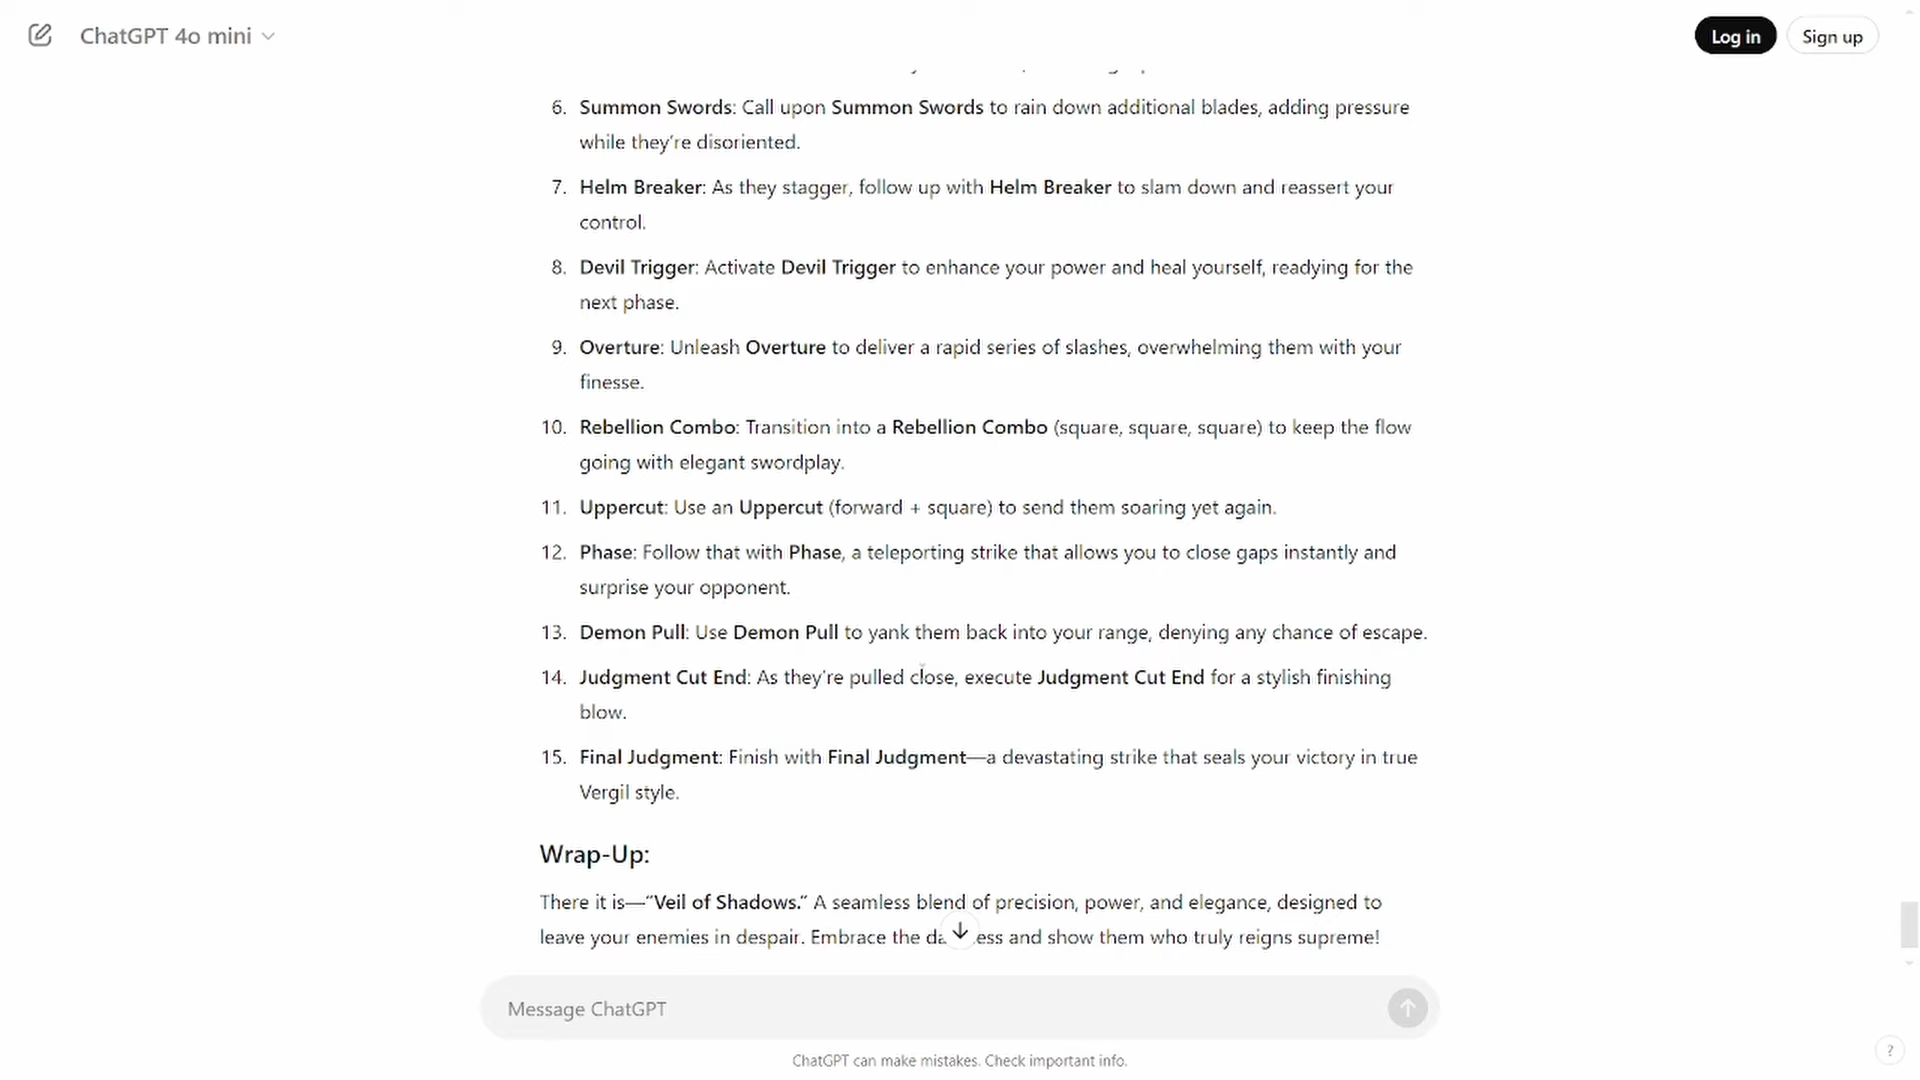 ChatGPT 4o mini
Log in
Sign up
6. Summon Swords: Call upon Summon Swords to rain down additional blades, adding pressure
while they're disoriented.
7. Helm Breaker: As they stagger, follow up with Helm Breaker to slam down and reassert your
control.
8. Devil Trigger: Activate Devil Trigger to enhance your power and heal yourself, readying for the
next phase.
9. Overture: Unleash Overture to deliver a rapid series of slashes, overwhelming them with your
finesse.
10. Rebellion Combo: Transition into a Rebellion Combo (square, square, square) to keep the flow
going with elegant swordplay.
11. Uppercut: Use an Uppercut (forward + square) to send them soaring yet again.
12. Phase: Follow that with Phase, a teleporting strike that allows you to close gaps instantly and
surprise your opponent.
13. Demon Pull: Use Demon Pull to yank them back into your range, denying any chance of escape.
14. Judgment Cut End: As they're pulled close, execute Judgment Cut End for a stylish finishing
blow.
15. Final Judgment: Finish with Final Judgment—a devastating strike that seals your victory in true
Vergil style.
Wrap-Up:
There it is—"Veil of Shadows." A seamless blend of precision, power, and elegance, designed to
leave your enemies in despair. Embrace the and show them who truly reigns supreme!
Message ChatGPT
ChatGPT can make mistakes. Check important info.
?